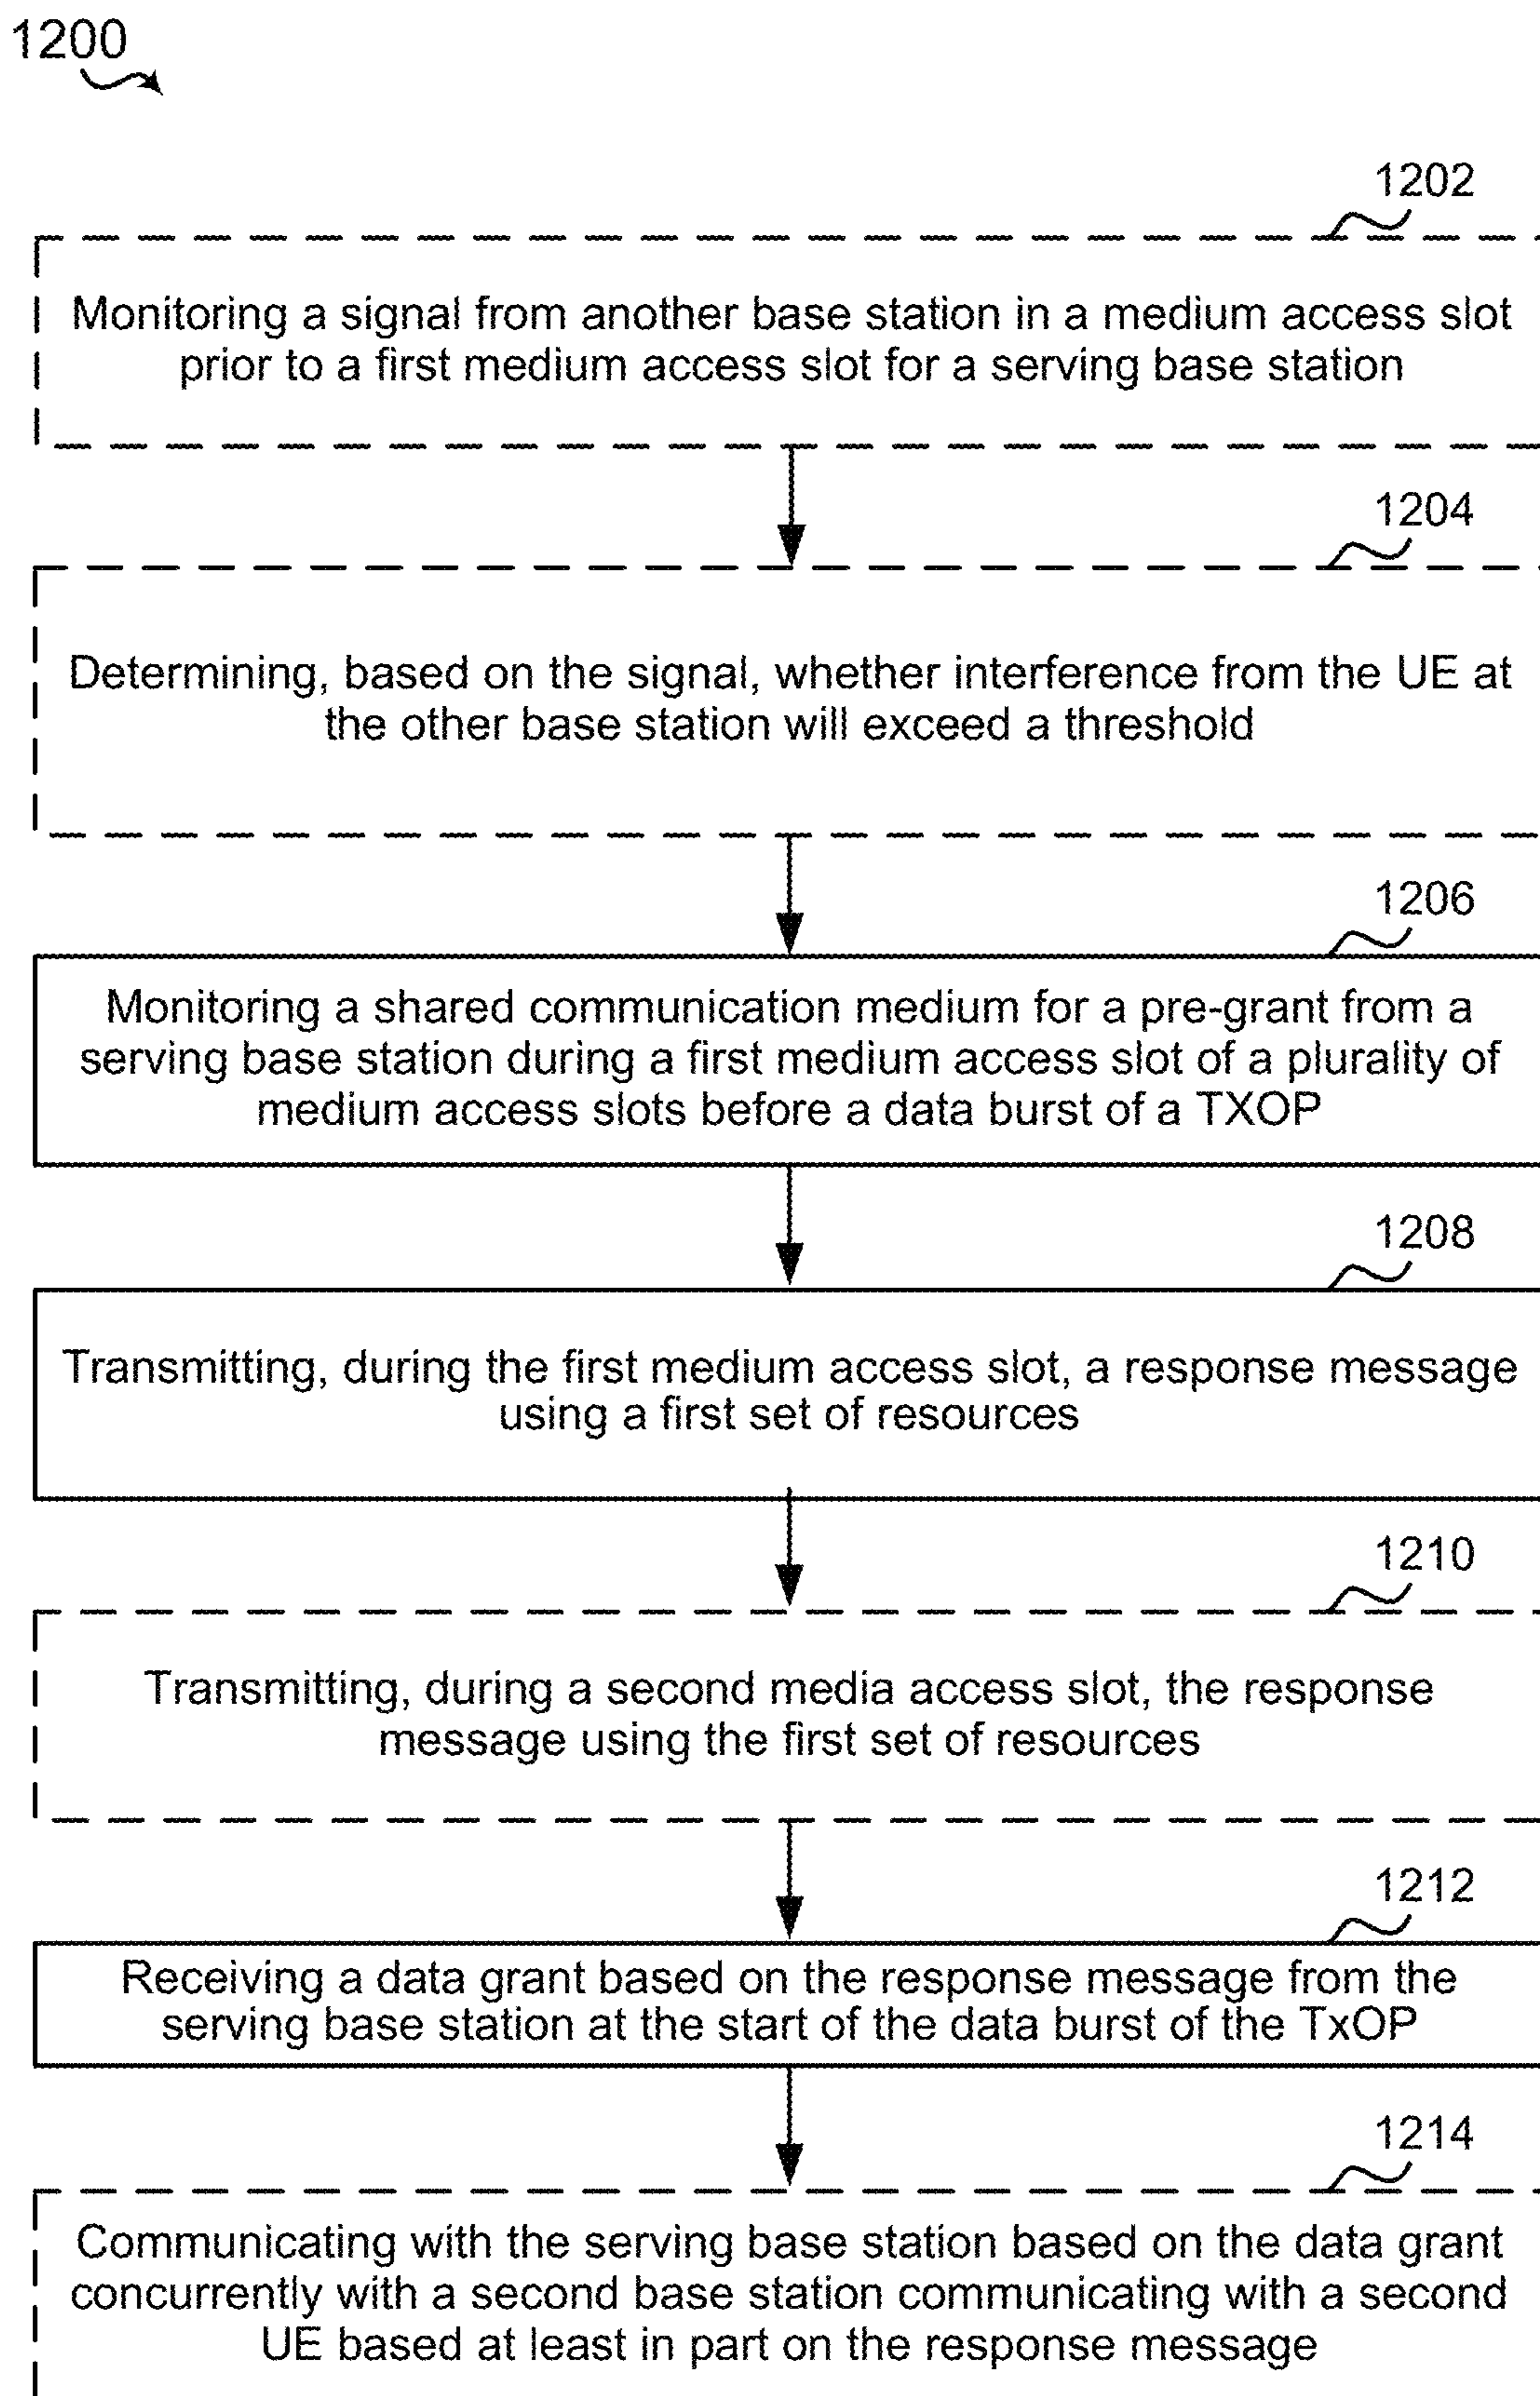 1200
1202
Monitoring a signal from another base station in a medium access slot
prior to a first medium access slot for a serving base station
1204
Determining, based on the signal, whether interference from the UE at
the other base station will exceed a threshold
1206
Monitoring a shared communication medium for a pre-grant from a
serving base station during a first medium access slot of a plurality of
medium access slots before a data burst of a TXOP
1208
Transmitting, during the first medium access slot, a response message
using a first set of resources
1210
Transmitting, during a second media access slot, the response
message using the first set of resources
1212
Receiving a data grant based on the response message from the
serving base station at the start of the data burst of the TxOP
1214
Communicating with the serving base station based on the data grant
concurrently with a second base station communicating with a second
UE based at least in part on the response message